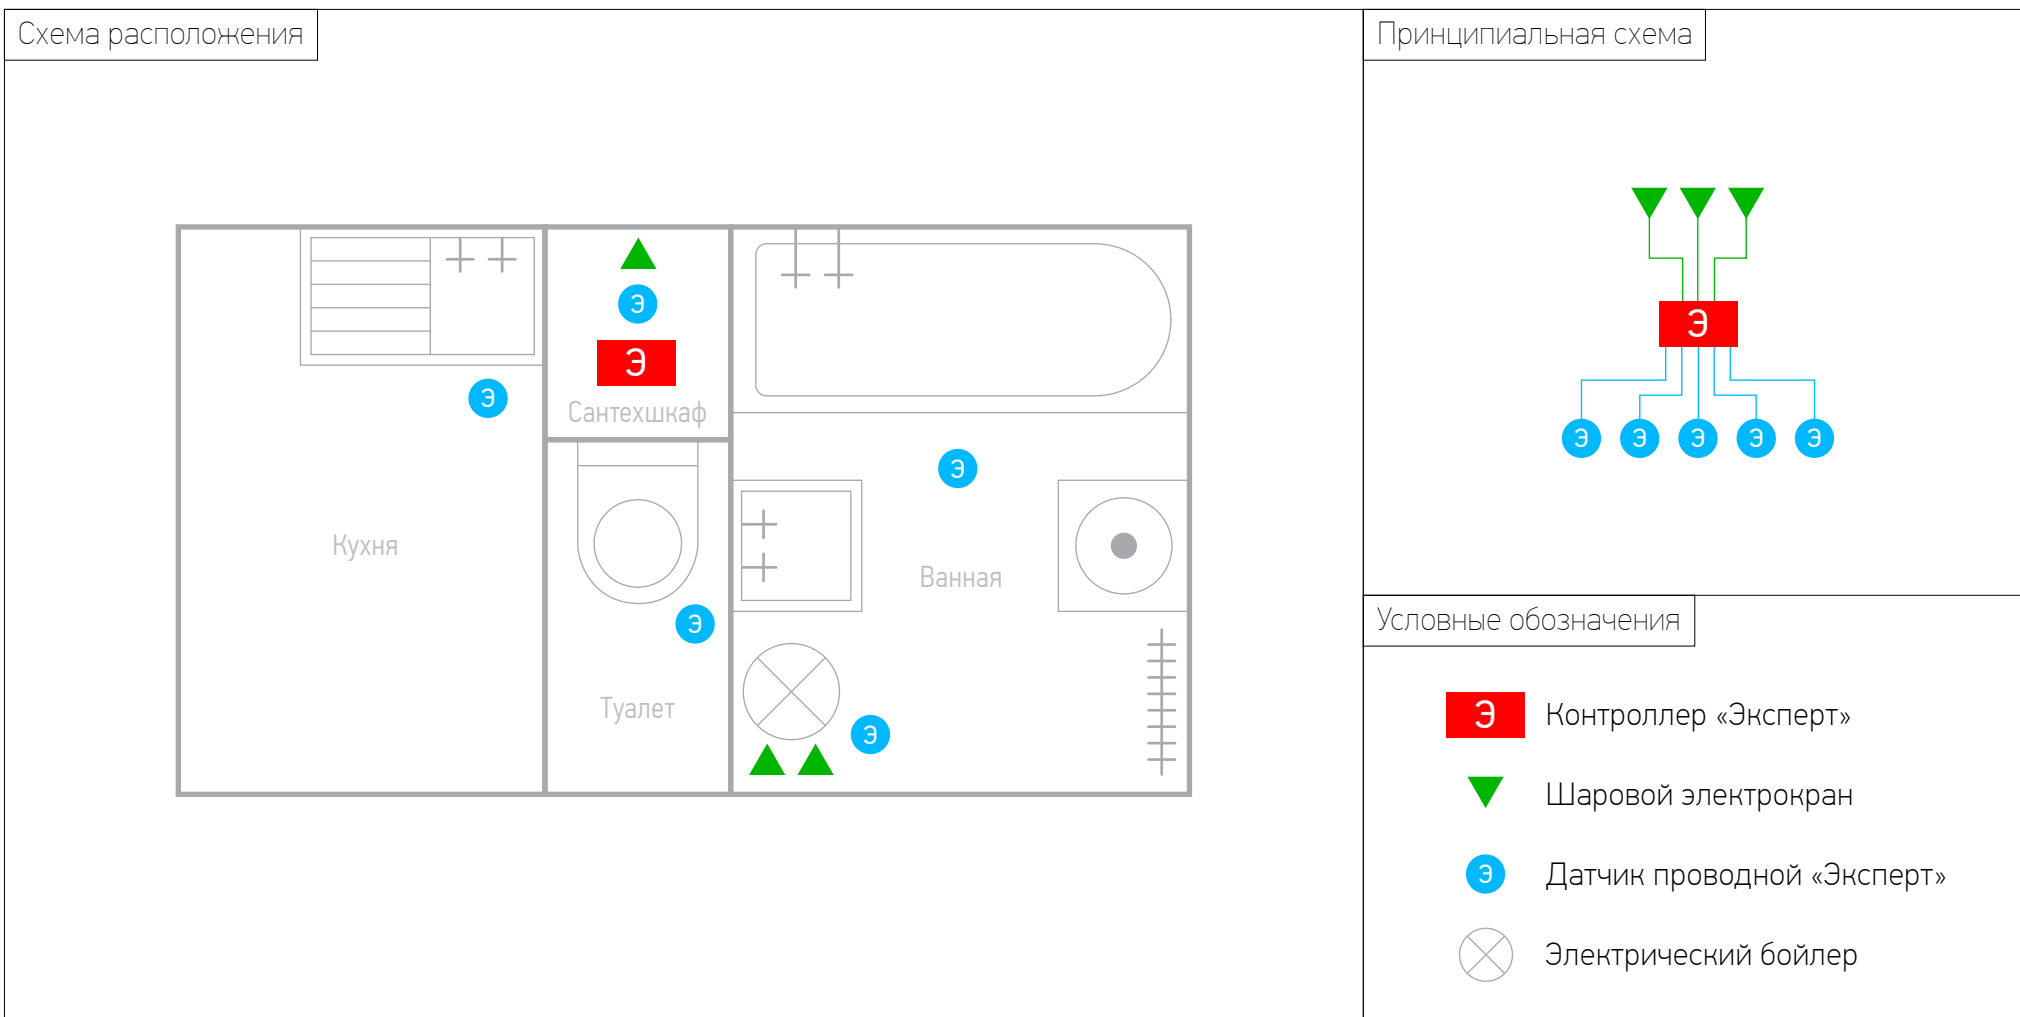 Схема расположения
Принципиальная схема
Э
Э
Э
Сантехшкаф
Э
Кухня
Э
Ванная
Э
Туалет
Э
Э
Э Э Э Э Э
Условные обозначения
Э Контроллер «Эксперт»
Шаровой электрокран
Э Датчик проводной «Эксперт»
Электрический бойлер